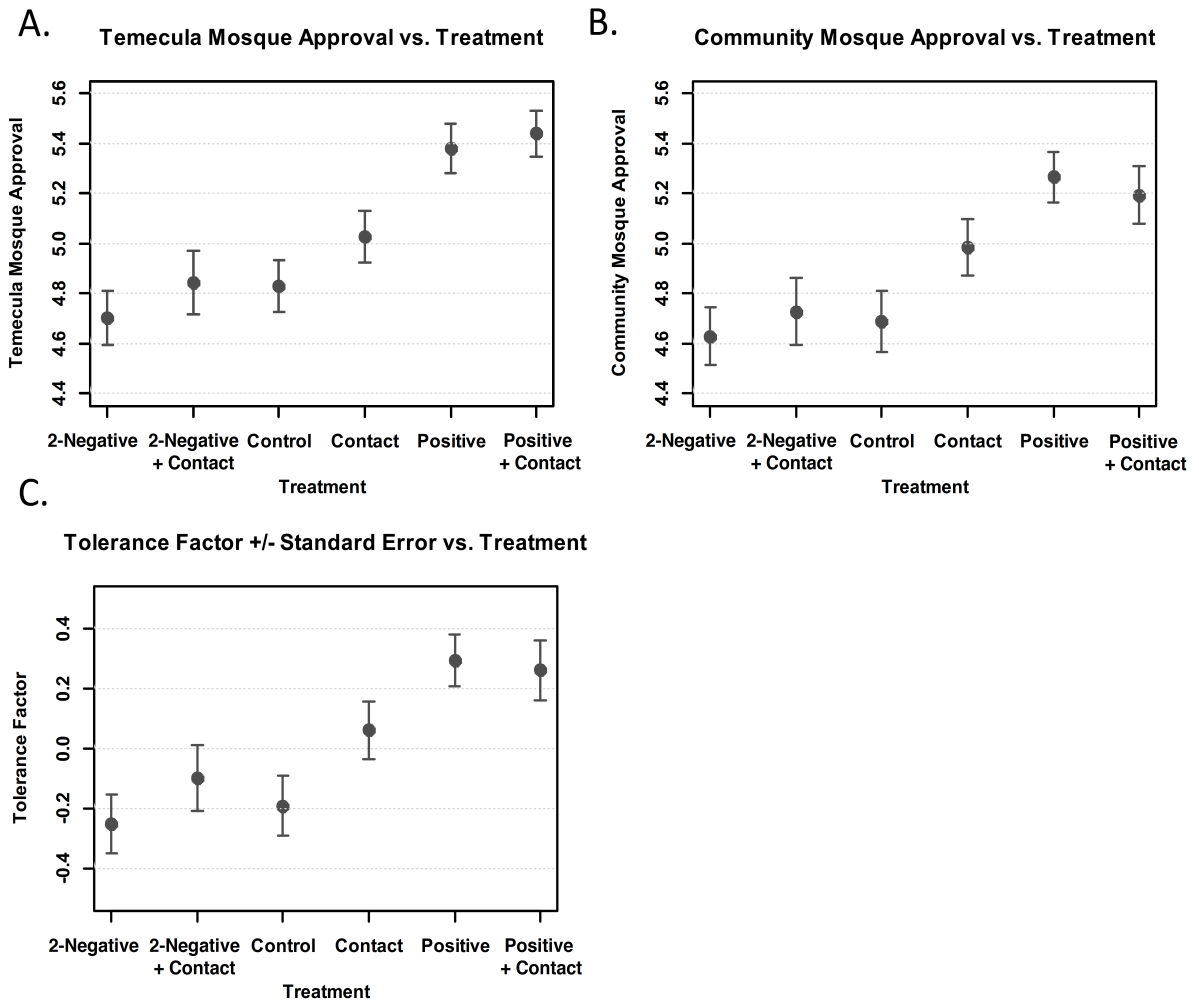 A.
Temecula Mosque Approval vs. Treatment
Temecula Mosque Approval
5.6
5.4
5.2
5.0
4.8
4.6
4.4
2-Negative 2-Negative Control Contact Positive Positive
+ Contact + Contact
Treatment
B.
Community Mosque Approval vs. Treatment
Community Mosque Approval
5.6
5.4
5.2
5.0
4.8
4.6
4.4
2-Negative 2-Negative Control Contact Positive Positive
+ Contact + Contact
Treatment
C.
Tolerance Factor +/- Standard Error vs. Treatment
Tolerance Factor
0.4
0.2
0.0
-0.2
-0.4
2-Negative 2-Negative Control Contact Positive Positive
+ Contact + Contact
Treatment